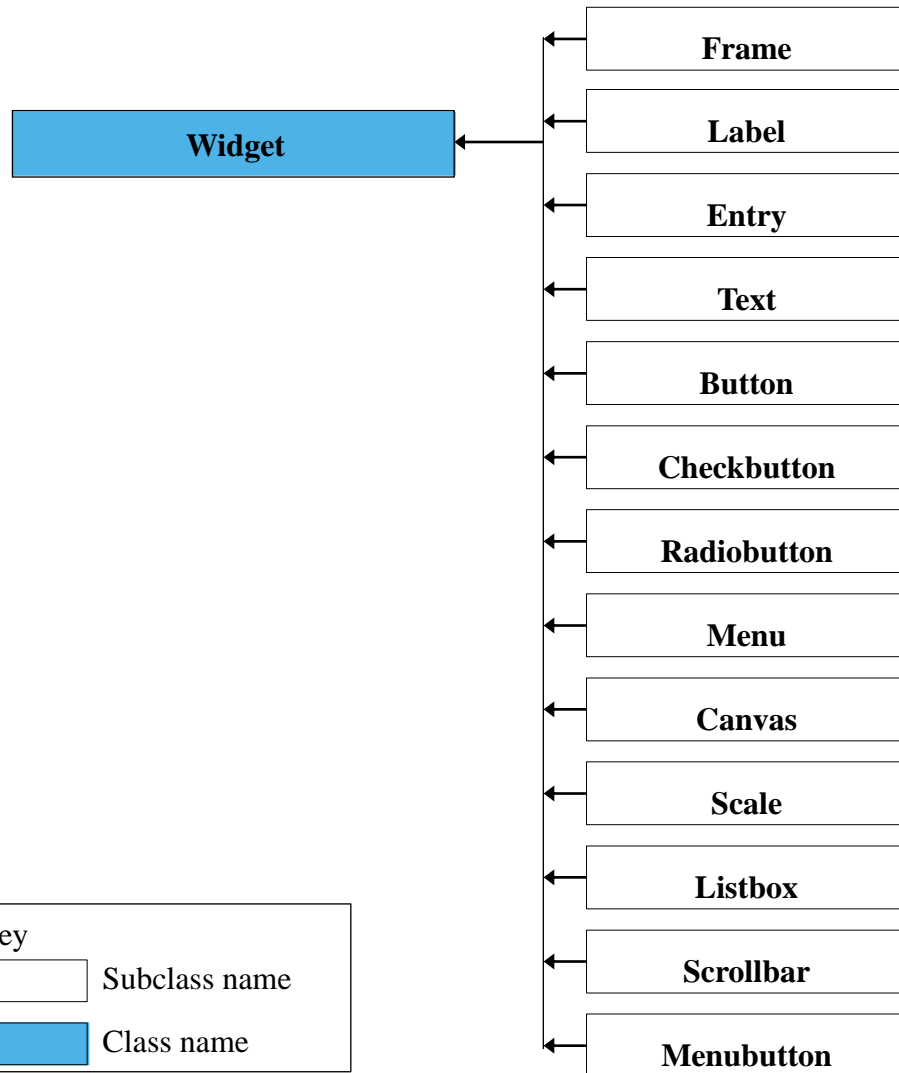 Frame
Label
Widget
Entry
Text
Button
Checkbutton
Radiobutton
Menu
Canvas
Scale
Listbox
Scrollbar
Menubutton
ey
Subclass name
Class name